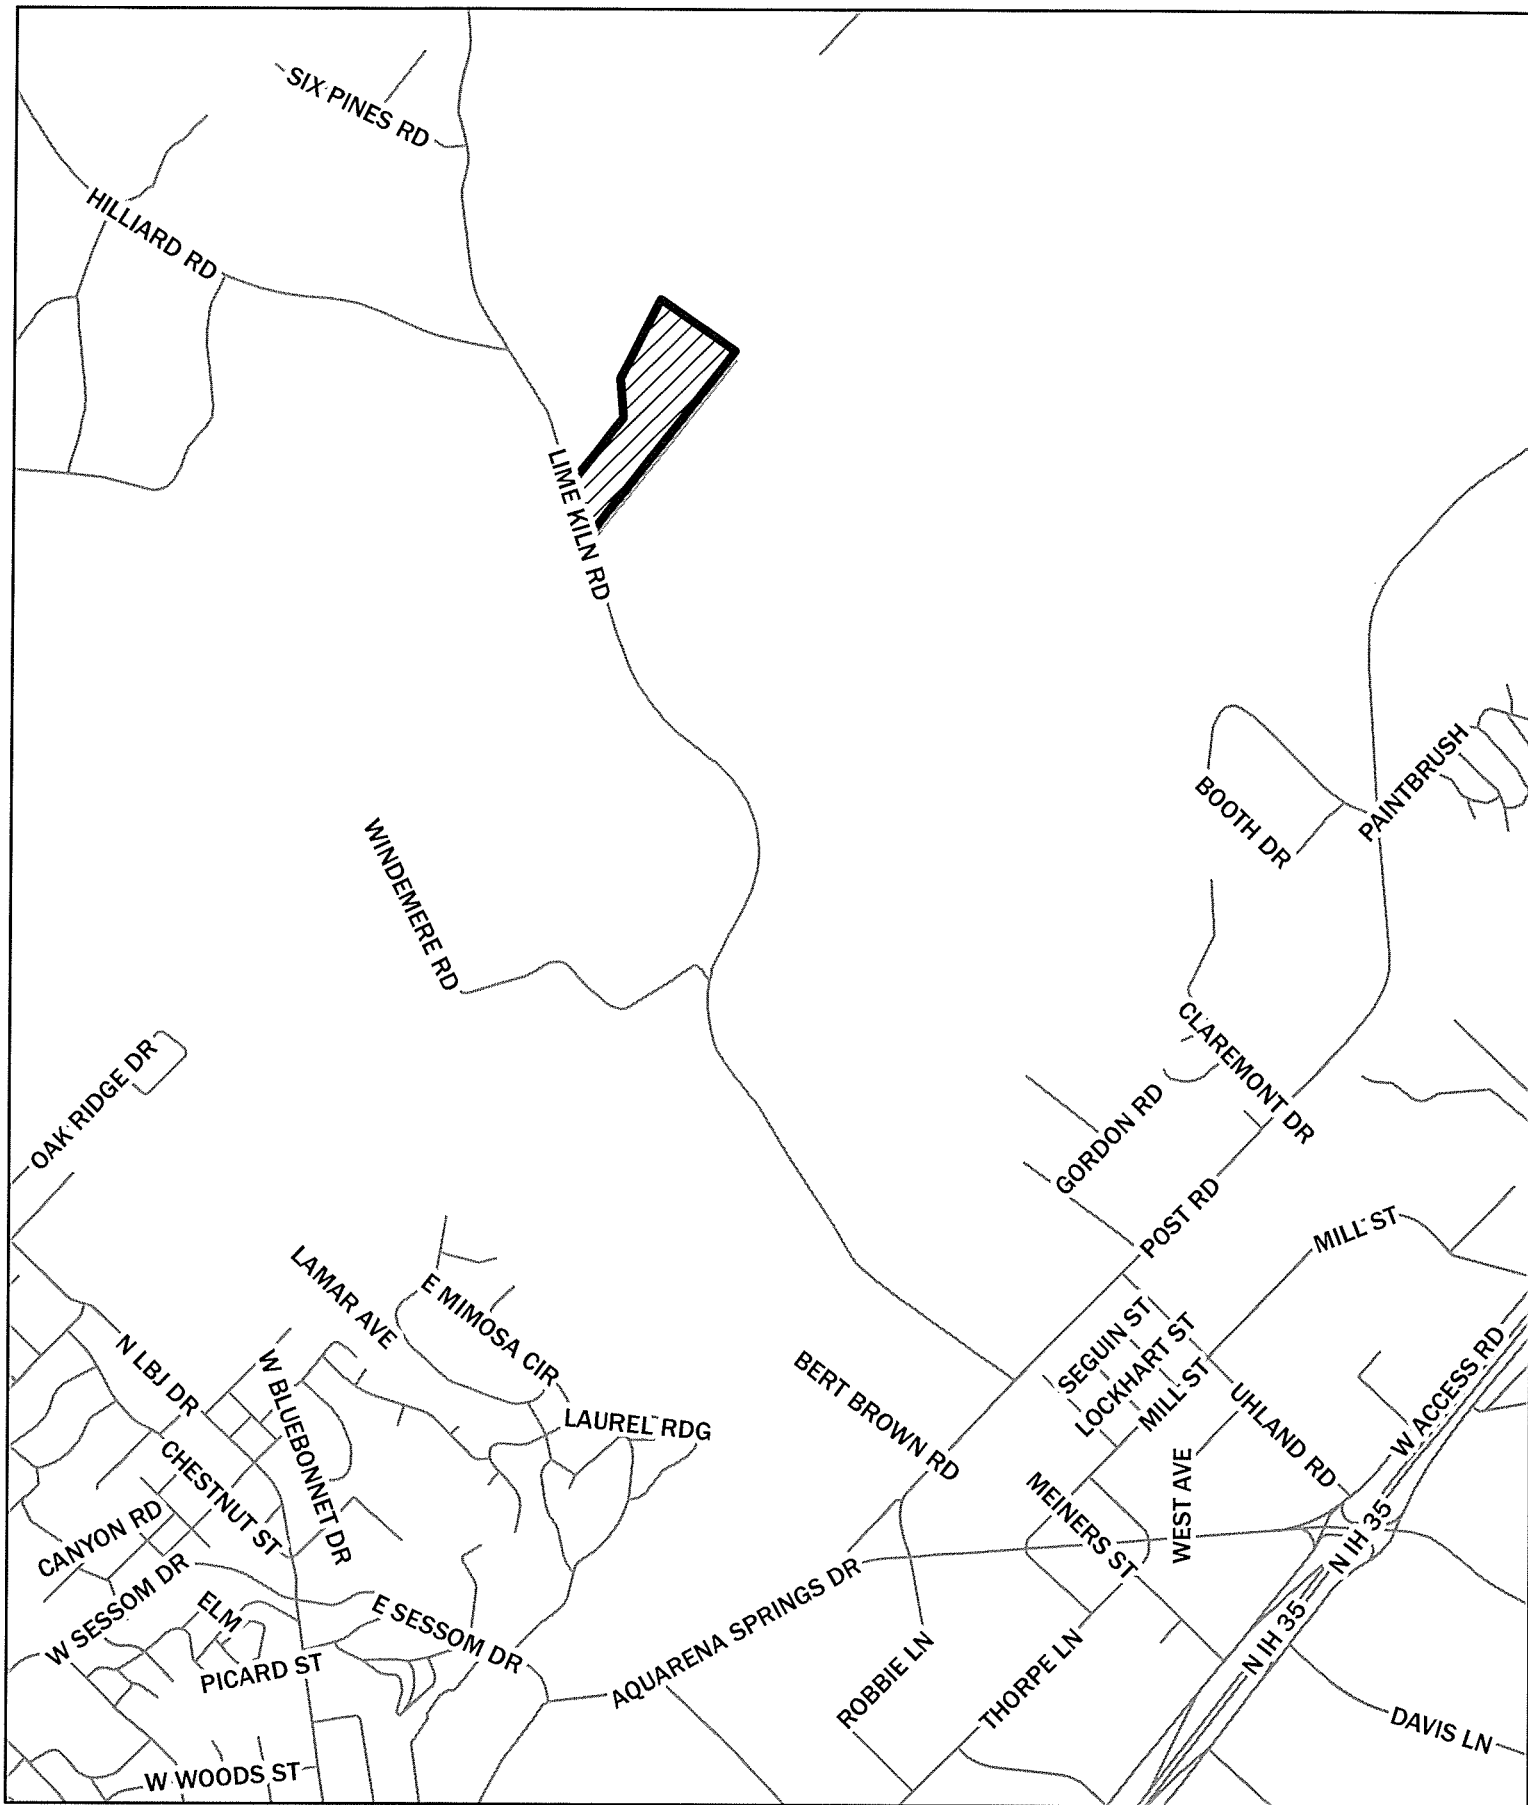 SIX PINES RD
HILLIARD RD
LIME KILN RD
PAINTBRUSH
BOOTH DR
WINDEMERE RD
CLAREMONT DR
OAK RIDGE DR
GORDON RD
POST RD
MILL ST
LAMAR AVE
E MIMOSA CIR
SEGUIN ST
LOCKHART ST
MILL ST
N LBJ DR
W BLUEBONNET DR
BERT BROWN RD
UHLAND RD
W ACCESS RD
LAUREL RDG
CHESTNUT ST
CANYON RD
MEINERS ST
WEST AVE
N IH 35
W SESSOM DR
ELM
E SESSOM DR
AQUARENA SPRINGS DR
N IH 35
PICARD ST
ROBBIE LN
THORPE LN
DAVIS LN
W WOODS ST